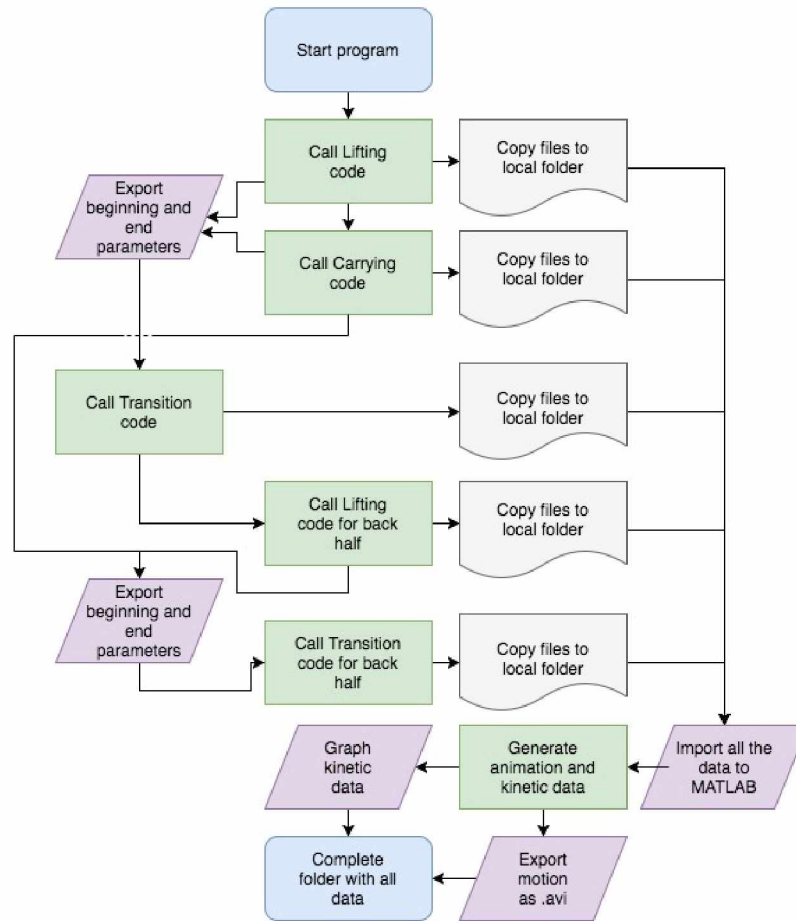 Start program
Call Lifting
code
Copy files to
local folder
Export
beginning and
end
parameters
Call Carrying
code
Copy files to
local folder
Call Transition
code
Copy files to
local folder
Call Lifting
code for back
half
Copy files to
local folder
Export
beginning and
end
parameters
Call Transition
code for back
half
Copy files to
local folder
Graph
kinetic
data
Generate
animation and
kinetic data
Import all the
data to
MATLAB
Complete
folder with all
data
Export
motion
as .avi